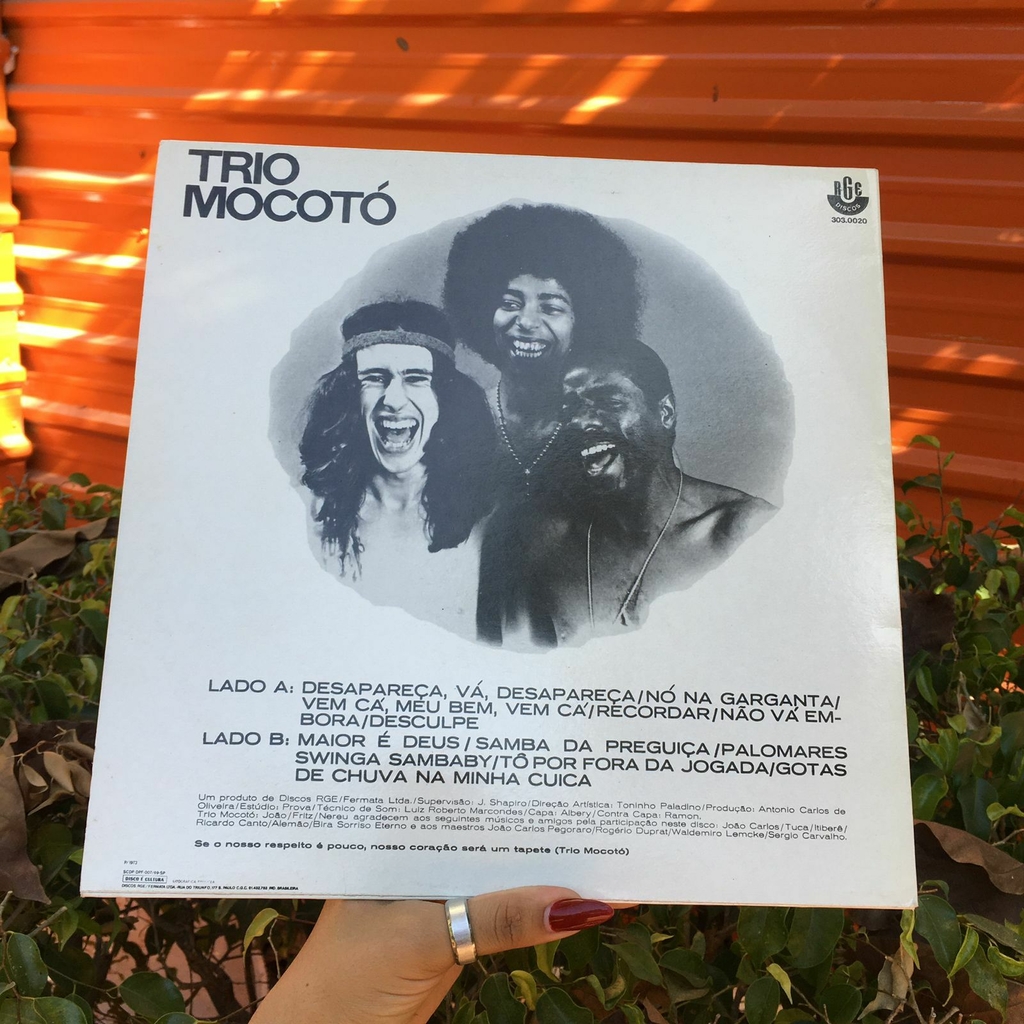 TRIO
MOCOTÓ
RGE
DISCOS
303.0020
LADO A: DESAPAREÇA, VÁ, DESAPAREÇA/NÓ NA GARGANTA/
VEM CÁ, MEU BEM, VEM CÁ/RECORDAR/NÃO VÁ EM-
BORA/DESCULPE
LADO B: MAIOR É DEUS/SAMBA DA PREGUIÇA/PALOMARES
SWINGA SAMBABY/TÔ POR FORA DA JOGADA/GOTAS
DE CHUVA NA MINHA CUICA
Um produto de Discos RGE/Fermata Ltda./Supervisão: J. Shapiro/Direção Artística: Toninho Paladino/Produção: Antonio Carlos de
Oliveira/Estúdio: Prova/Técnico de Som: Luiz Roberto Marcondes/Capa: Albery/Contra Capa: Ramon.
Trio Mocotó: João/Fritz/Nereu agradecem aos seguintes músicos e amigos pela participação neste disco: João Carlos/Tuca/Itiberê/
Ricardo Canto/Alemão/Bira Sorriso Eterno e aos maestros João Carlos Pegoraro/Rogério Duprat/Waldemiro Lemcke/Sergio Carvalho.
Se o nosso respeito é pouco, nosso coração será um tapete (Trio Mocotó)
DISCO É CULTURA